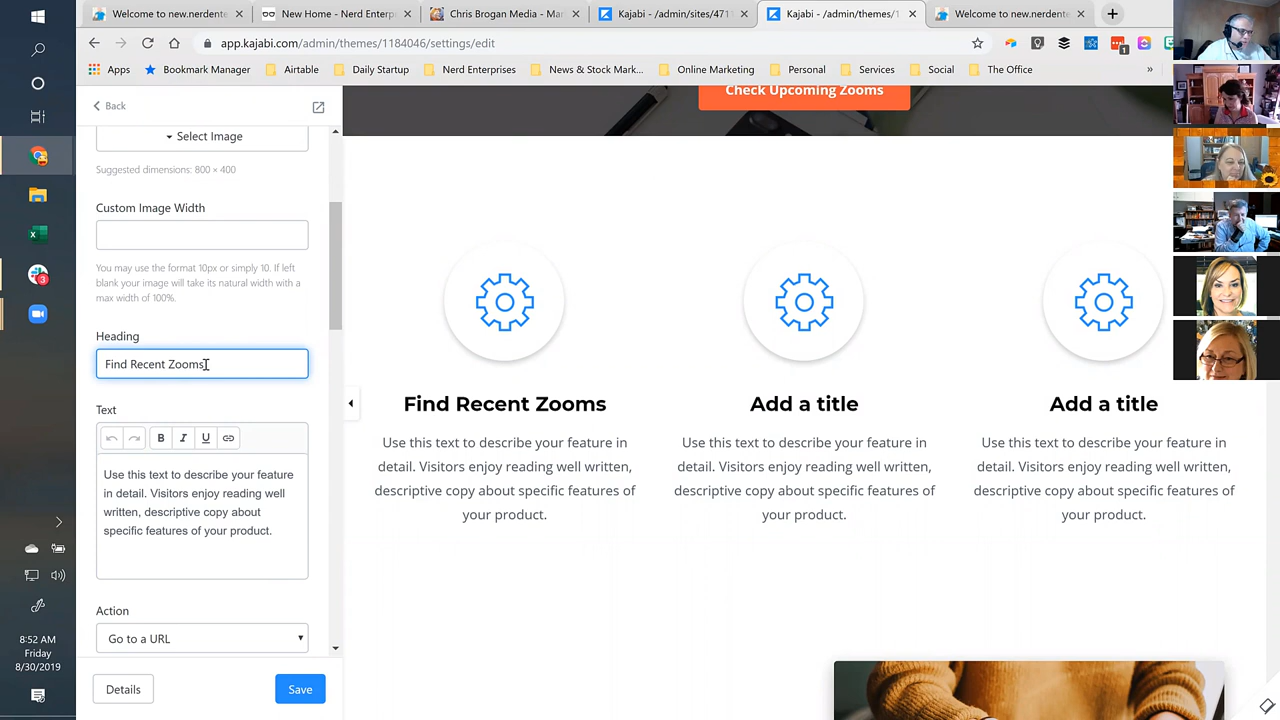 Welcome to new.nerdente
New Home - Nerd Enterp
Chris Brogan Media - Mar
Kajabi - /admin/sites/471
Kajabi - /admin/themes/1
Welcome to new.nerdente
app.kajabi.com/admin/themes/1184046/settings/edit
1
Apps
Bookmark Manager
Airtable
Daily Startup
Nerd Enterprises
News & Stock Mark...
Online Marketing
Personal
Services
Social
The Office
»
Back
Check Upcoming Zooms
Select Image
Suggested dimensions: 800 × 400
Custom Image Width
You may use the format 10px or simply 10. If left
blank your image will take its natural width with a
max width of 100%.
Heading
Find Recent Zooms
Text
B I U
Use this text to describe your feature
in detail. Visitors enjoy reading well
written, descriptive copy about
specific features of your product.
Action
Go to a URL
Details
Save
Find Recent Zooms
Use this text to describe your feature in
detail. Visitors enjoy reading well written,
descriptive copy about specific features of
your product.
Add a title
Use this text to describe your feature in
detail. Visitors enjoy reading well written,
descriptive copy about specific features of
your product.
Add a title
Use this text to describe your feature in
detail. Visitors enjoy reading well written,
descriptive copy about specific features of
your product.
3
8:52 AM
Friday
8/30/2019